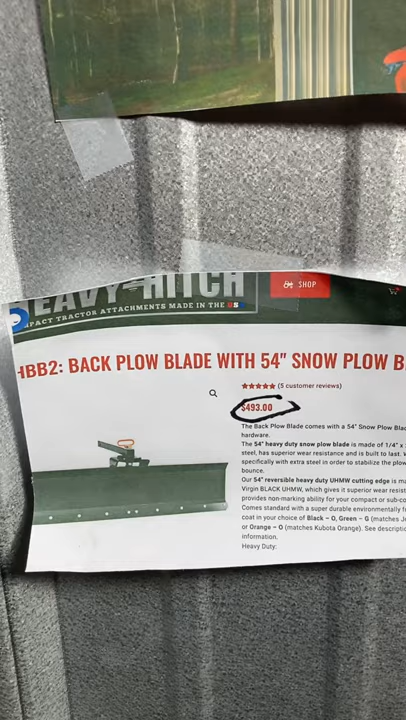 HEAVY HITCH
PACT TRACTOR ATTACHMENTS MADE IN THE USA
SHOP
HBB2: BACK PLOW BLADE WITH 54" SNOW PLOW B
(5 customer reviews)
$493.00
The Back Plow Blade comes with a 54" Snow Plow Blad
hardware.
The 54" heavy duty snow plow blade is made of 1/4" x
steel, has superior wear resistance and is built to last. W
specifically with extra steel in order to stabilize the plow
bounce.
Our 54" reversible heavy duty UHMW cutting edge is ma
Virgin BLACK UHMW, which gives it superior wear resist
provides non-marking ability for your compact or sub-co
Comes standard with a super durable environmentally f
coat in your choice of Black – O, Green – G (matches Jo
or Orange – O (matches Kubota Orange). See descriptio
information.
Heavy Duty: